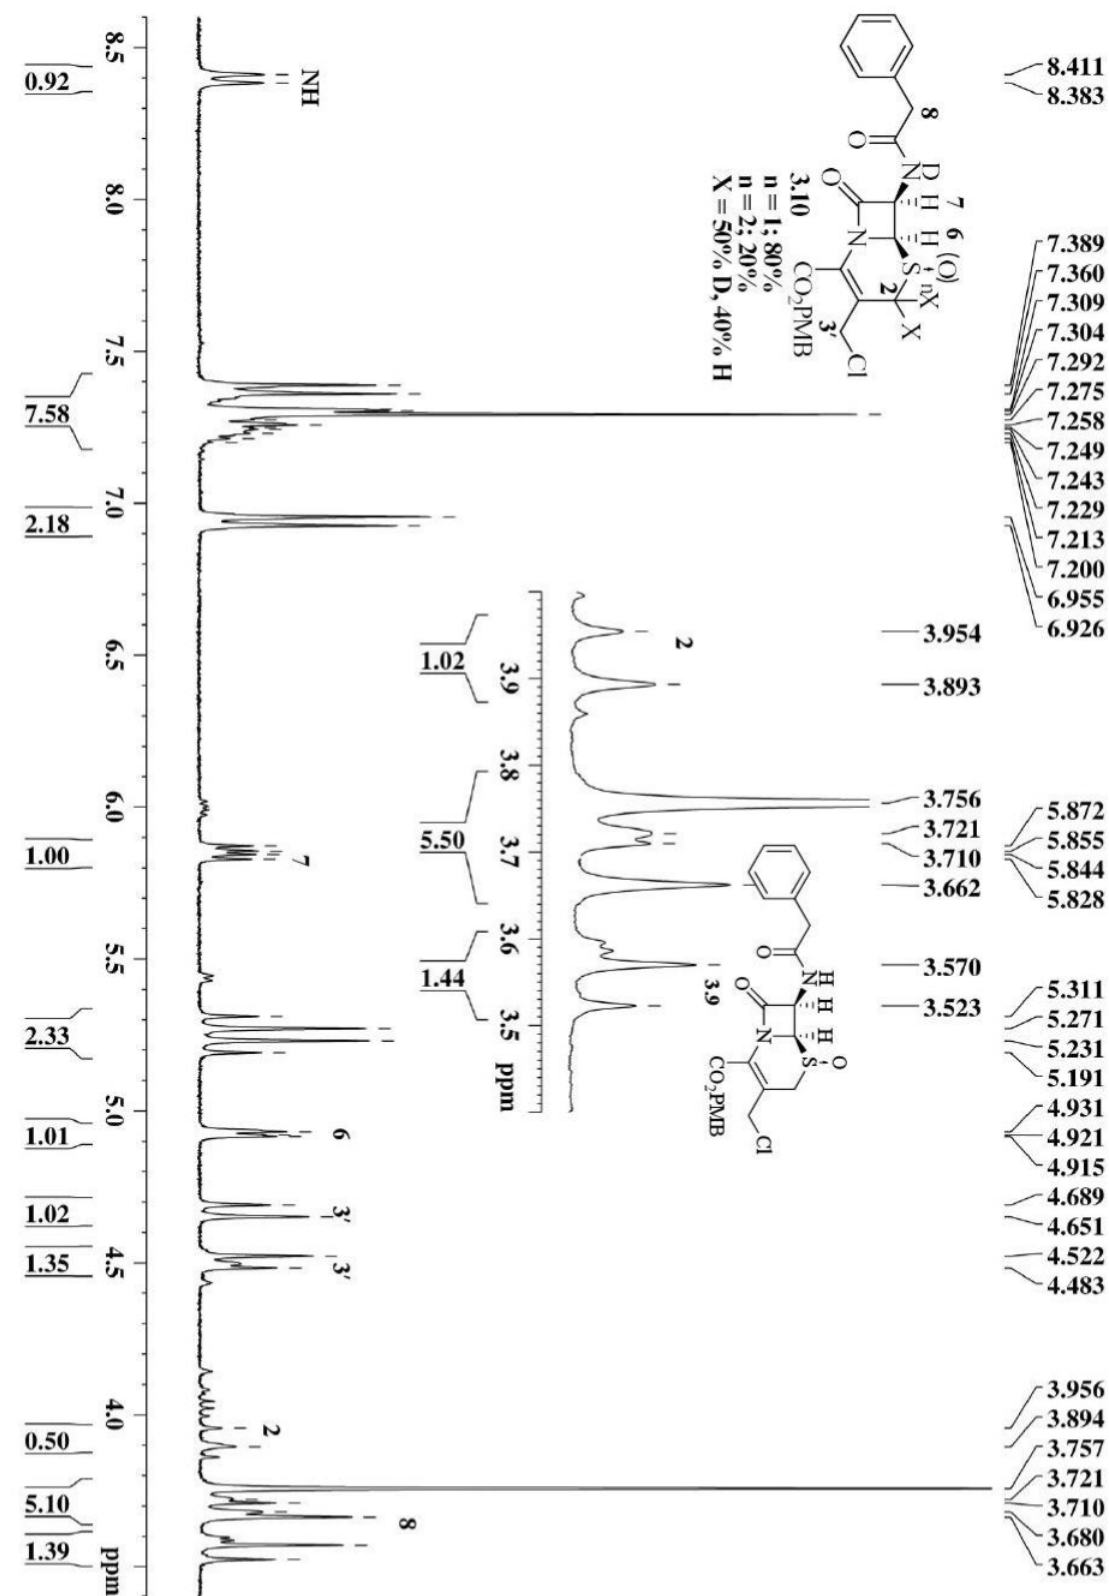 8.411
8.383
7.389
7.360
7.309
7.304
7.292
7.275
7.258
7.249
7.243
7.229
7.213
7.200
6.955
6.926
5.872
5.855
5.844
5.828
5.311
5.271
5.231
5.191
4.931
4.921
4.915
4.689
4.651
4.522
4.483
3.956
3.894
3.757
3.721
3.710
3.680
3.663
8
O
D
N
7
H
6
H
(O)
n
S
X
2
X
O
N
CO₂PMB
3'
Cl
3.10
n = 1; 80%
n = 2; 20%
X = 50% D, 40% H
3.954
3.893
3.756
3.721
3.710
3.662
3.570
3.523
O
H
N
H
H
S
O
O
N
CO₂PMB
Cl
3.9
2
3.9
3.8
3.7
3.6
3.5
ppm
1.02
5.50
1.44
NH
7
6
3'
3'
2
8
8.5
8.0
7.5
7.0
6.5
6.0
5.5
5.0
4.5
4.0
ppm
0.92
7.58
2.18
1.00
2.33
1.01
1.02
1.35
0.50
5.10
1.39